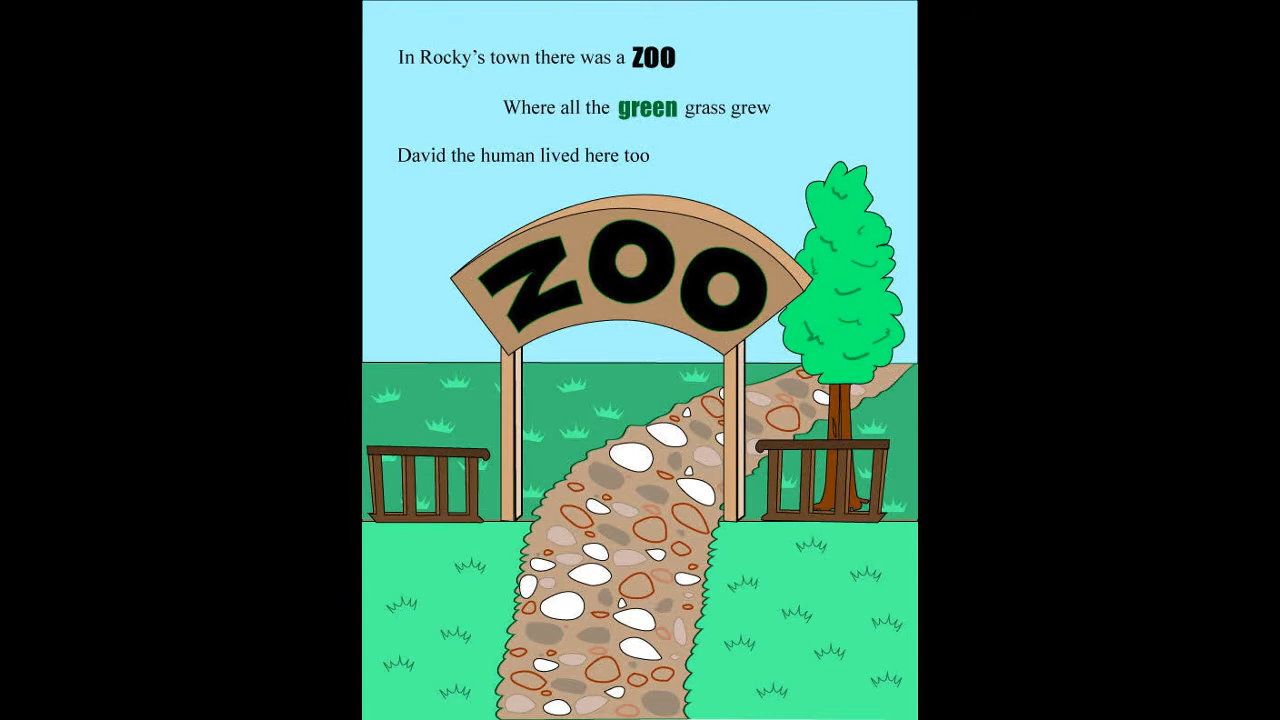 In Rocky’s town there was a ZOO
Where all the green grass grew
David the human lived here too
ZOO